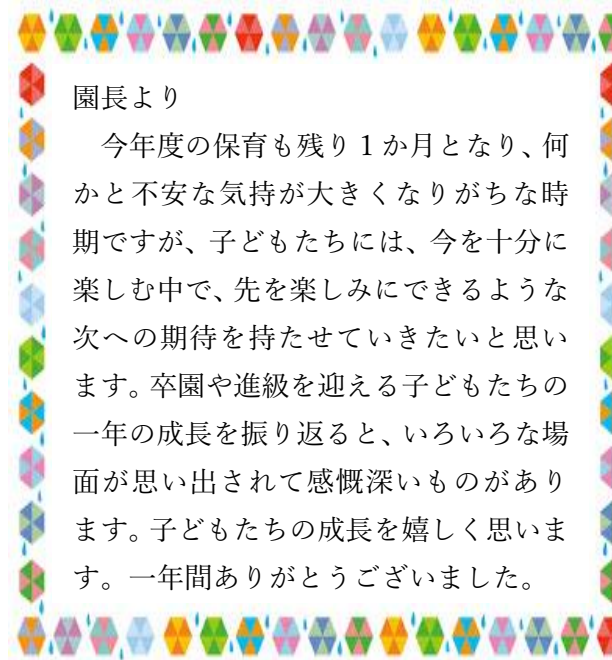 園長より
今年度の保育も残り１か月となり、何
かと不安な気持が大きくなりがちな時
期ですが、子どもたちには、今を十分に
楽しむ中で、先を楽しみにできるような
次への期待を持たせていきたいと思い
ます。卒園や進級を迎える子どもたちの
一年の成長を振り返ると、いろいろな場
面が思い出されて感慨深いものがあり
ます。子どもたちの成長を嬉しく思いま
す。一年間ありがとうございました。